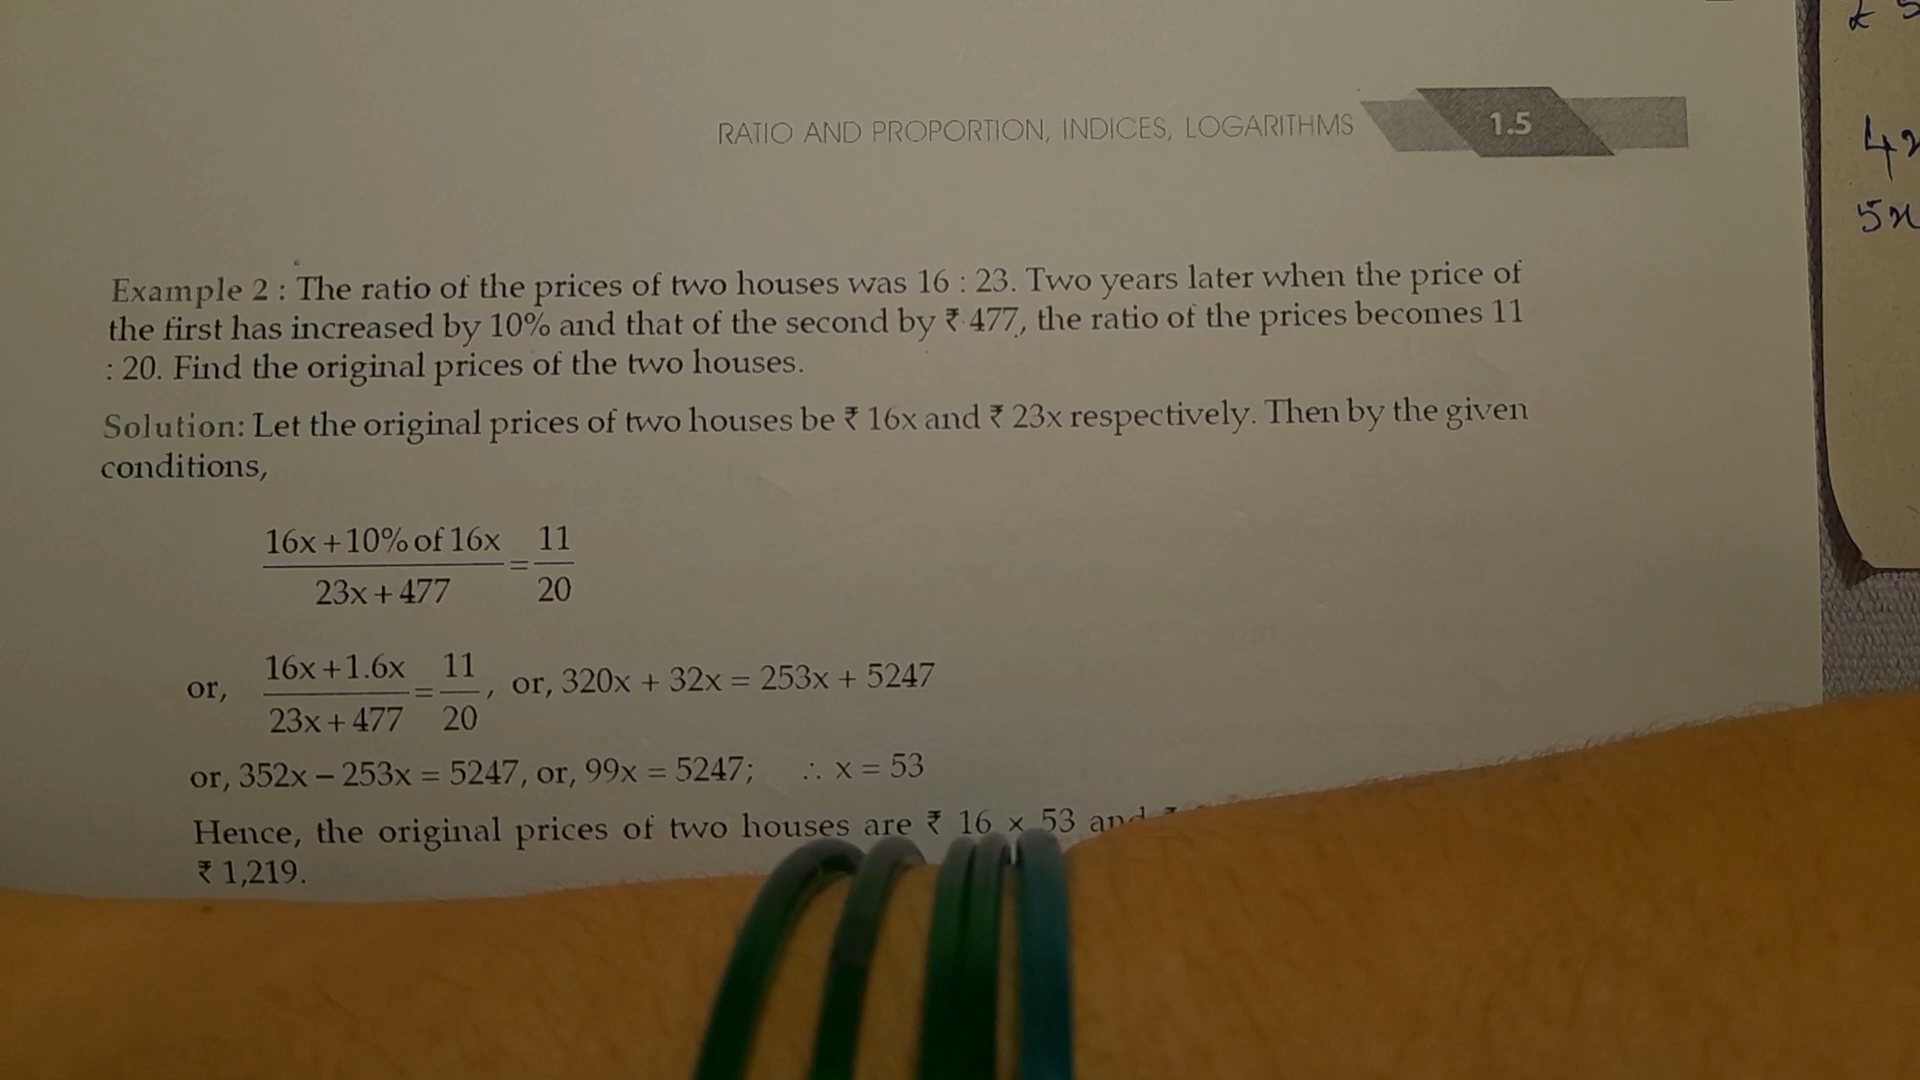 RATIO AND PROPORTION, INDICES, LOGARITHMS 1.5
Example 2 : The ratio of the prices of two houses was 16 : 23. Two years later when the price of
the first has increased by 10% and that of the second by ₹ 477, the ratio of the prices becomes 11
: 20. Find the original prices of the two houses.
Solution: Let the original prices of two houses be ₹ 16x and ₹ 23x respectively. Then by the given
conditions,
16x + 10% of 16x 11
=
23x + 477 20
16x + 1.6x 11
or, = , or, 320x + 32x = 253x + 5247
23x + 477 20
or, 352x – 253x = 5247, or, 99x = 5247; ∴ x = 53
Hence, the original prices of two houses are ₹ 16 × 53 and
₹ 1,219.
4x
5x